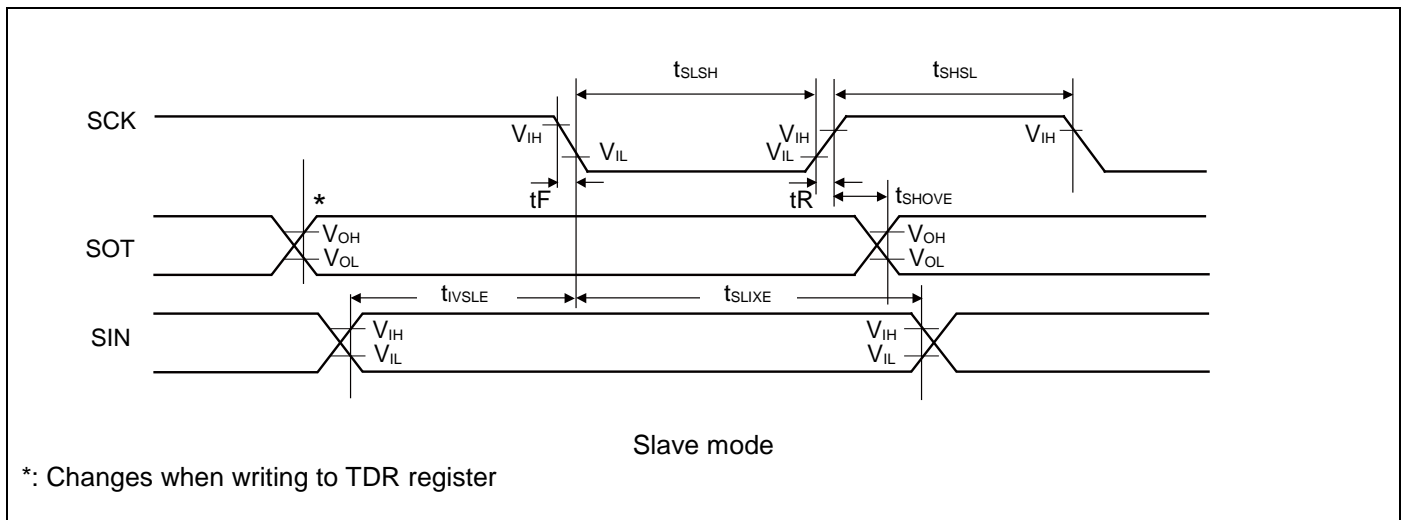 tSLSH tSHSL
SCK
VIH VIL VIL VIH VIH
tF tR tSHOVE
*
SOT
VOH VOH
VOL VOL
tIVSLE tSLIXE
SIN
VIH VIH
VIL VIL
Slave mode
*: Changes when writing to TDR register